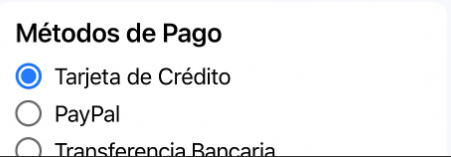 Métodos de Pago
Tarjeta de Crédito
PayPal
Transferencia Bancaria